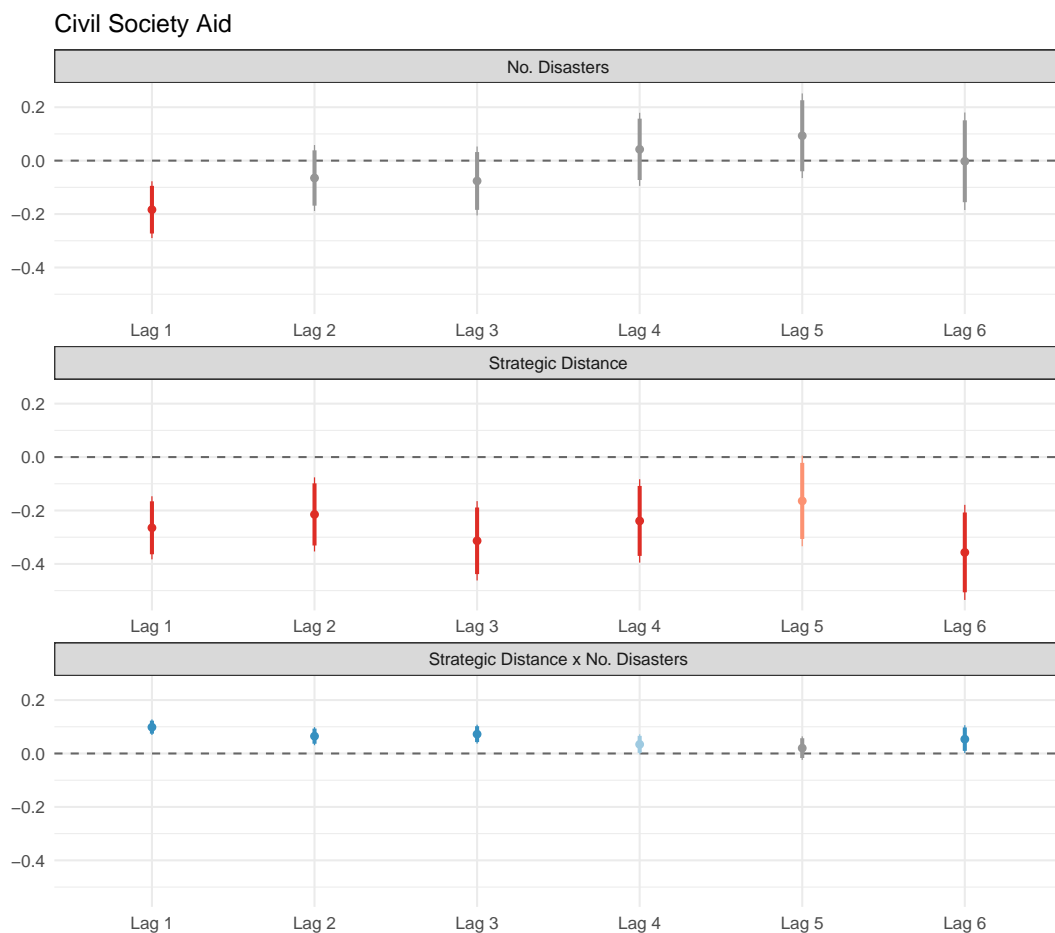 Civil Society Aid
No. Disasters
0.2
0.0
−0.2
−0.4
Lag 1 Lag 2 Lag 3 Lag 4 Lag 5 Lag 6
Strategic Distance
0.2
0.0
−0.2
−0.4
Lag 1 Lag 2 Lag 3 Lag 4 Lag 5 Lag 6
Strategic Distance x No. Disasters
0.2
0.0
−0.2
−0.4
Lag 1 Lag 2 Lag 3 Lag 4 Lag 5 Lag 6